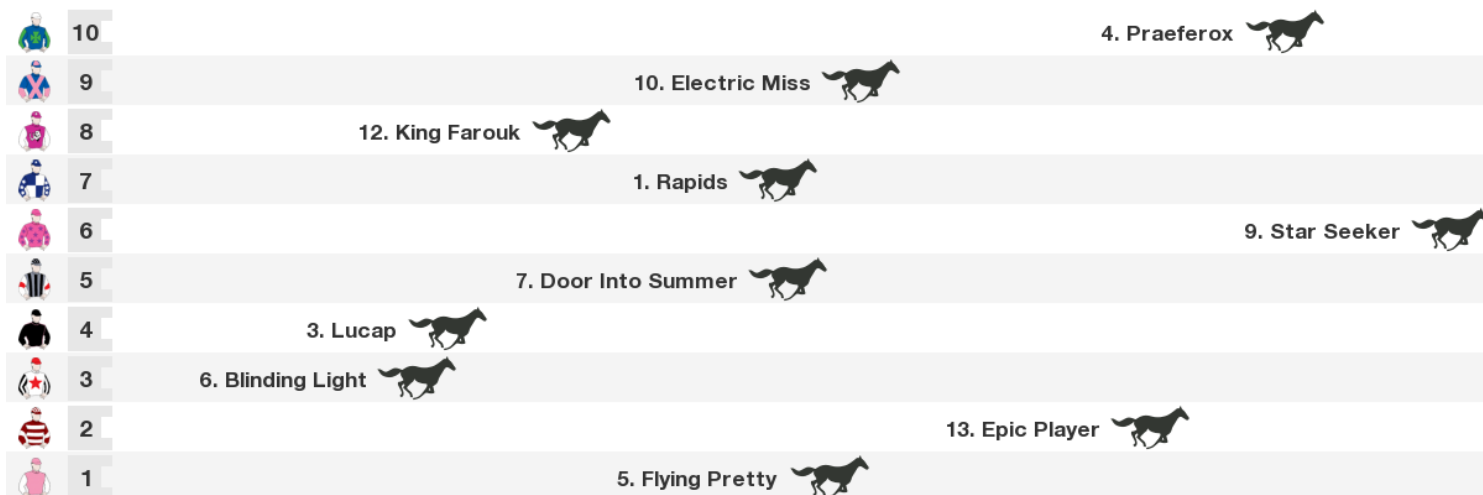 10 4. Praeferox
9 10. Electric Miss
8 12. King Farouk
7 1. Rapids
6 9. Star Seeker
5 7. Door Into Summer
4 3. Lucap
3 6. Blinding Light
2 13. Epic Player
1 5. Flying Pretty